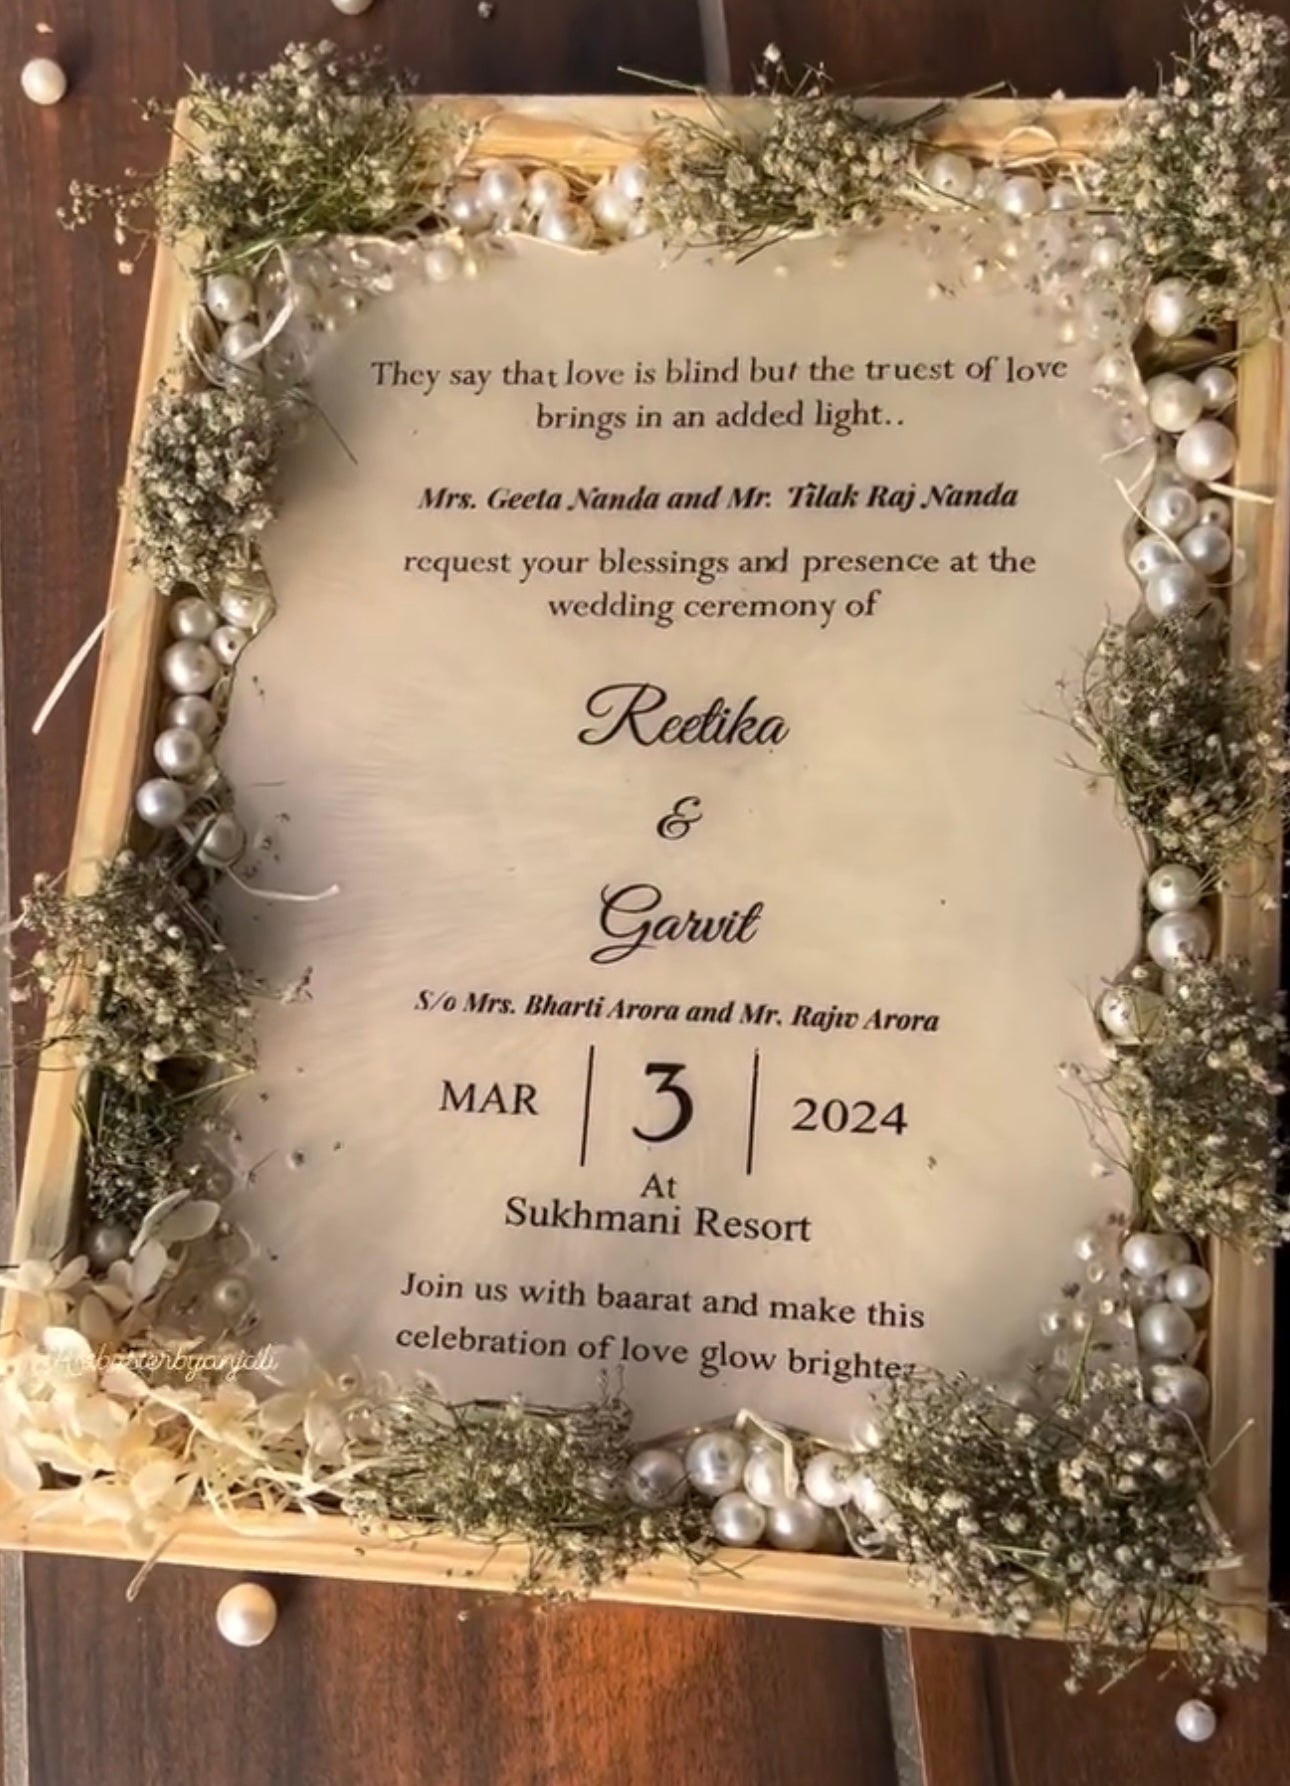 They say that love is blind but the truest of love
brings in an added light..
Mrs. Geeta Nanda and Mr. Tilak Raj Nanda
request your blessings and presence at the
wedding ceremony of
Reetika
&
Garvit
S/o Mrs. Bharti Arora and Mr. Rajiv Arora
MAR | 3 | 2024
At
Sukhmani Resort
Join us with baarat and make this
celebration of love glow brighter